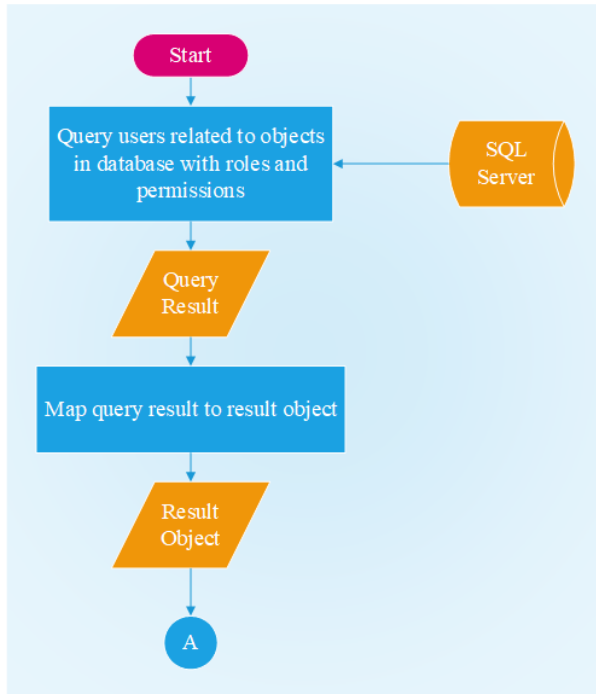 Start
Query users related to objects
in database with roles and
permissions
SQL
Server
Query
Result
Map query result to result object
Result
Object
A